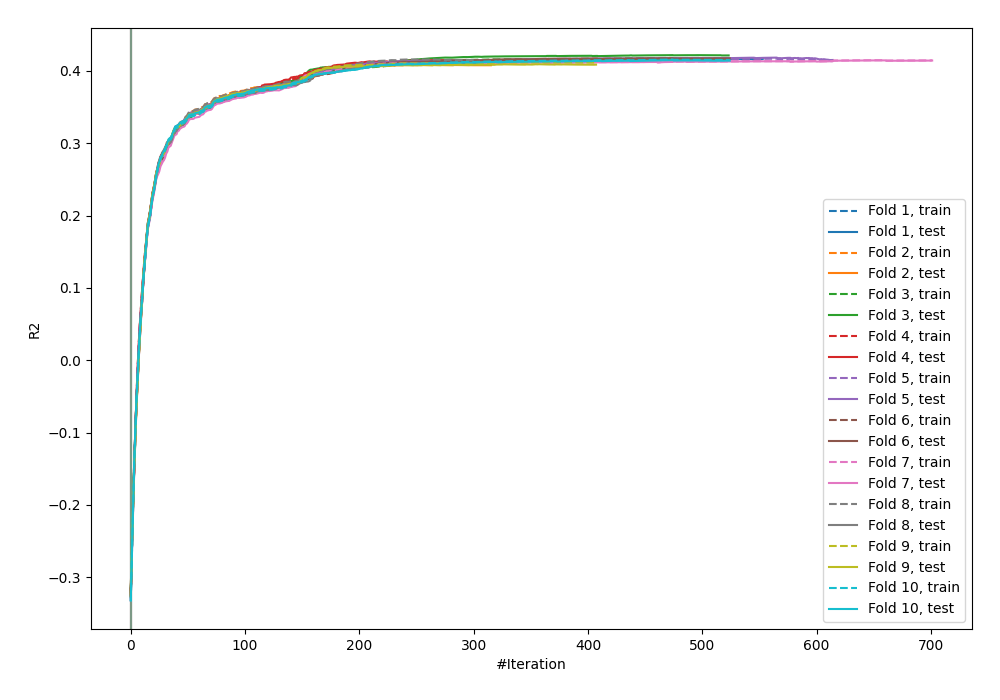 0.4
0.3
0.2
0.1
0.0
−0.1
−0.2
−0.3
R2
0
100
200
300
400
500
600
700
#Iteration
Fold 1, train
Fold 1, test
Fold 2, train
Fold 2, test
Fold 3, train
Fold 3, test
Fold 4, train
Fold 4, test
Fold 5, train
Fold 5, test
Fold 6, train
Fold 6, test
Fold 7, train
Fold 7, test
Fold 8, train
Fold 8, test
Fold 9, train
Fold 9, test
Fold 10, train
Fold 10, test